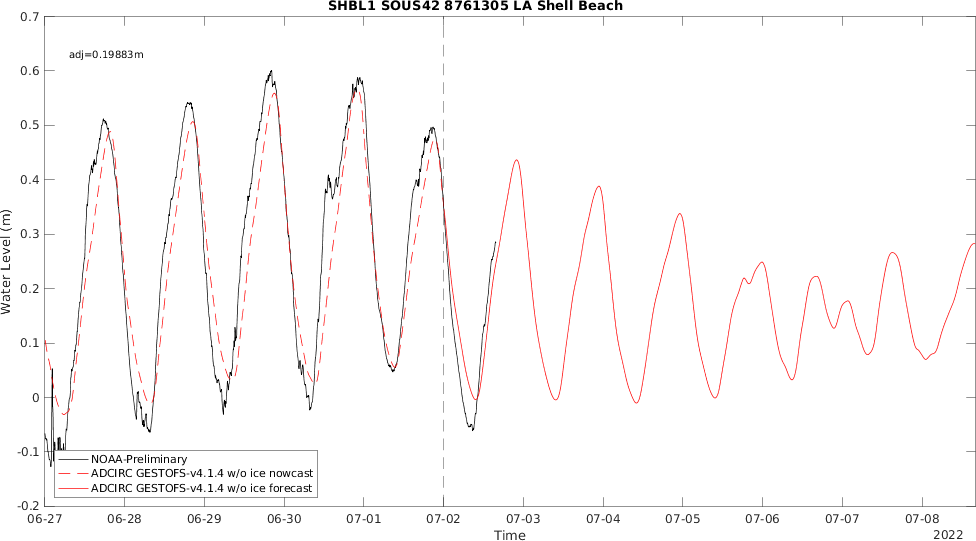 SHBL1 SOUS42 8761305 LA Shell Beach
adj=0.19883m
0.7
0.6
0.5
0.4
0.3
0.2
0.1
0
-0.1
-0.2
Water Level (m)
NOAA-Preliminary
ADCIRC GESTOFS-v4.1.4 w/o ice nowcast
ADCIRC GESTOFS-v4.1.4 w/o ice forecast
06-27 06-28 06-29 06-30 07-01 07-02 07-03 07-04 07-05 07-06 07-07 07-08
Time
2022